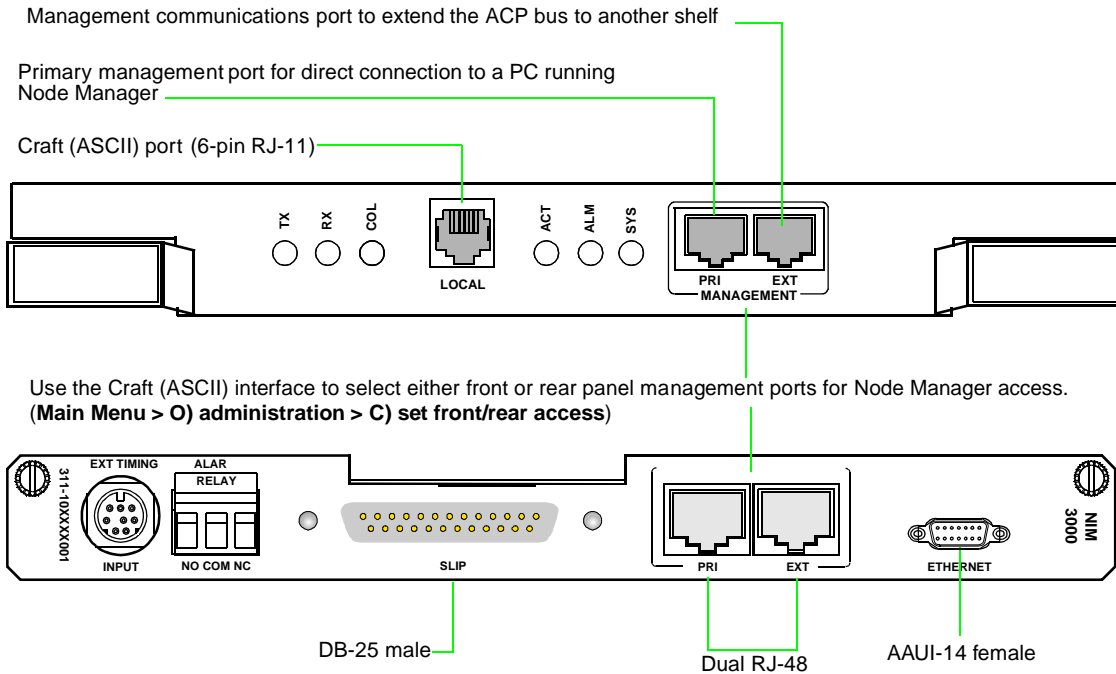 Management communications port to extend the ACP bus to another shelf
Primary management port for direct connection to a PC running
Node Manager
Craft (ASCII) port (6-pin RJ-11)
TX
RX
COL
LOCAL
ACT
ALM
SYS
PRI
EXT
MANAGEMENT
Use the Craft (ASCII) interface to select either front or rear panel management ports for Node Manager access.
(Main Menu > O) administration > C) set front/rear access)
311-10XXXX001
EXT TIMING
INPUT
ALAR
RELAY
NO COM NC
SLIP
PRI
EXT
ETHERNET
NIM
3000
DB-25 male
Dual RJ-48
AAUI-14 female